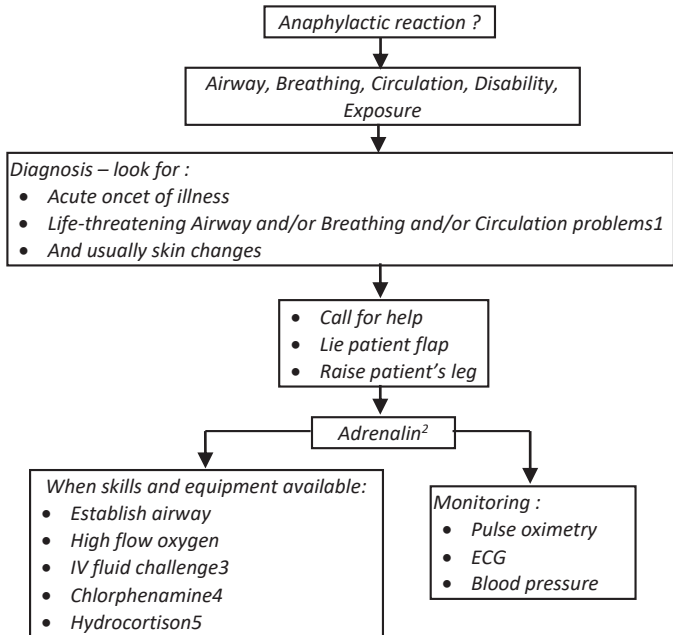 Anaphylactic reaction ?
Airway, Breathing, Circulation, Disability,
Exposure
Diagnosis – look for :
• Acute oncet of illness
• Life-threatening Airway and/or Breathing and/or Circulation problems1
• And usually skin changes
• Call for help
• Lie patient flap
• Raise patient's leg
Adrenalin²
When skills and equipment available:
• Establish airway
• High flow oxygen
• IV fluid challenge3
• Chlorphenamine4
• Hydrocortison5
Monitoring :
• Pulse oximetry
• ECG
• Blood pressure